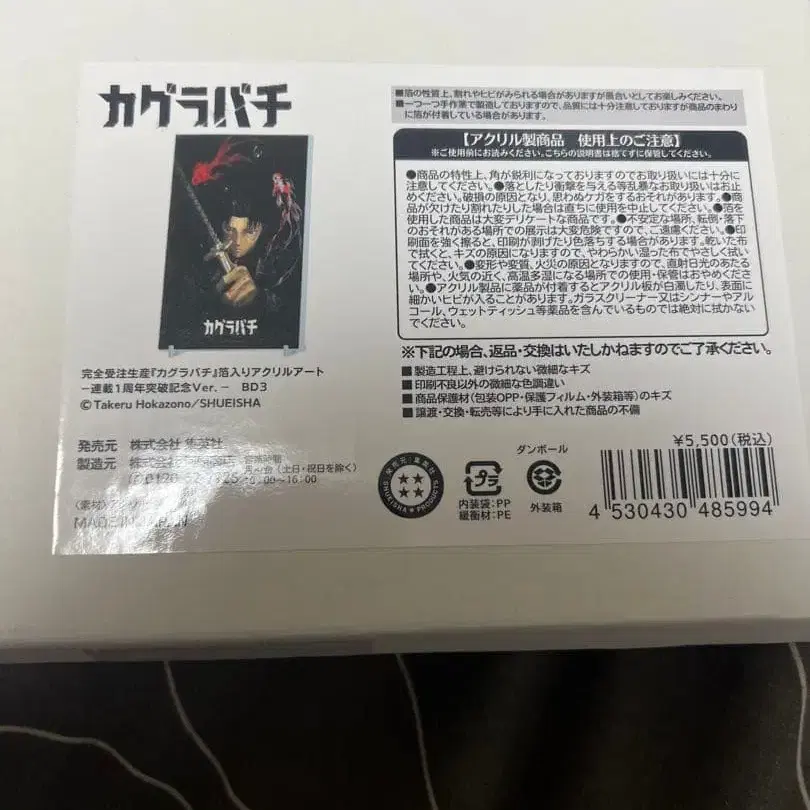 カグラバチ
カグラバチ
完全受注生産『カグラバチ』箔入りアクリルアート
－連載1周年突破記念Ver.－ BD3
©Takeru Hokazono/SHUEISHA
発売元 株式会社 集英社
製造元 株式会社
(土日・祝日を除く)
～16:00
MADE IN JAPAN
■箔の性質上、割れやヒビがみられる場合がありますが風合いとしてお楽しみください。
■一つ一つ手作業で製造しておりますので、品質には十分注意しておりますが商品のまわり
に箔が付着している場合があります。
【アクリル製商品 使用上のご注意】
※ご使用前にお読みください。こちらの説明書は捨てずに保管してください。
●商品の特性上、角が鋭利になっておりますのでお取り扱いには十分に
注意してください。●落としたり衝撃を与える等乱暴なお取り扱いはお止
めください。破損の原因となり、思わぬケガをするおそれがあります。●商
品が欠けたり割れたりした場合は直ちに使用を中止してください。●箔を
使用した商品は大変デリケートな商品です。●不安定な場所、転倒・落下
のおそれがある場所での展示は大変危険ですので、ご遠慮ください。●印
刷面を強く擦ると、印刷が剥げたり色落ちする場合があります。乾いた布
で拭くと、キズの原因になりますので、やわらかい湿った布でやさしく拭い
てください。●変形や変質、火災の原因となりますので、直射日光のあたる
場所や、火気の近く、高温多湿になる場所での使用・保管はおやめくださ
い。●アクリル製品に薬品が付着するとアクリル板が白濁したり、表面に
細かいヒビが入ることがあります。ガラスクリーナー又はシンナーやアル
コール、ウェットティッシュ等薬品を含んでいるものでは絶対に拭かない
でください。
※下記の場合、返品・交換はいたしかねますのでご了承ください。
■製造工程上、避けられない微細なキズ
■印刷不良以外の微細な色調違い
■商品保護材(包装OPP・保護フィルム・外装箱等)のキズ
■譲渡・交換・転売等により手に入れた商品の不備
発売元／集英社
SHUEISHA PRODUCTS
プラ
内装袋：PP
緩衝材：PE
ダンボール
外装箱
¥5,500(税込)
4 530430 485994